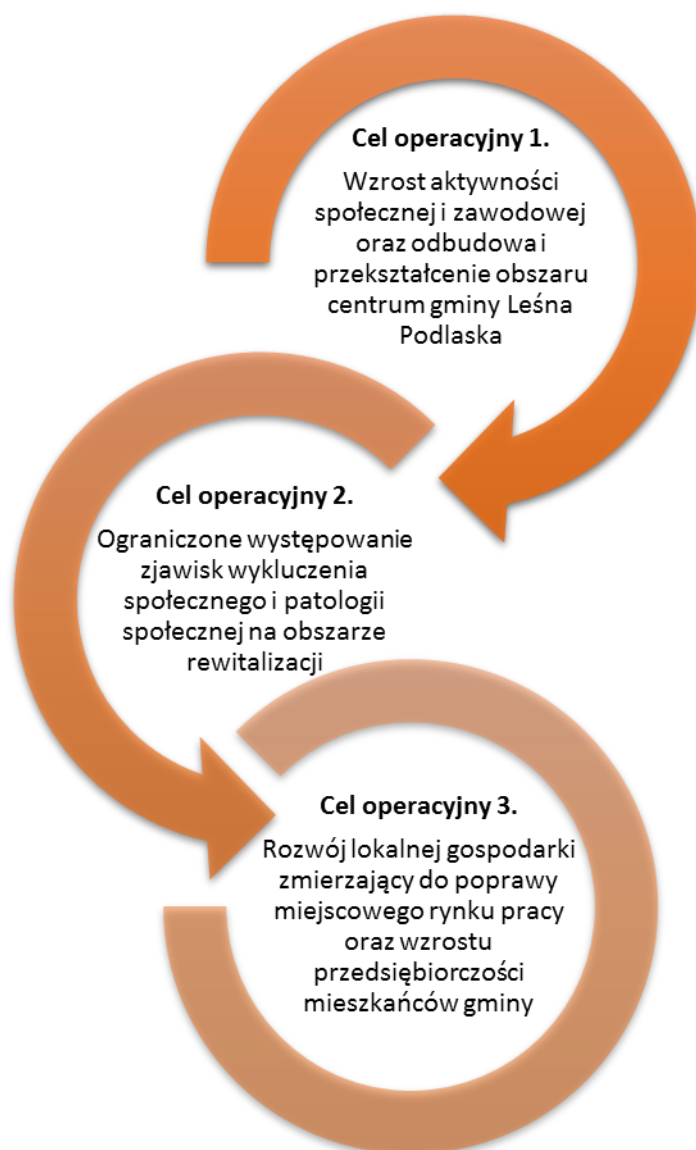 Cel operacyjny 1.
Wzrost aktywności
społecznej i zawodowej
oraz odbudowa i
przekształcenie obszaru
centrum gminy Leśna
Podlaska
Cel operacyjny 2.
Ograniczone występowanie
zjawisk wykluczenia
społecznego i patologii
społecznej na obszarze
rewitalizacji
Cel operacyjny 3.
Rozwój lokalnej gospodarki
zmierzający do poprawy
miejscowego rynku pracy
oraz wzrostu
przedsiębiorczości
mieszkańców gminy